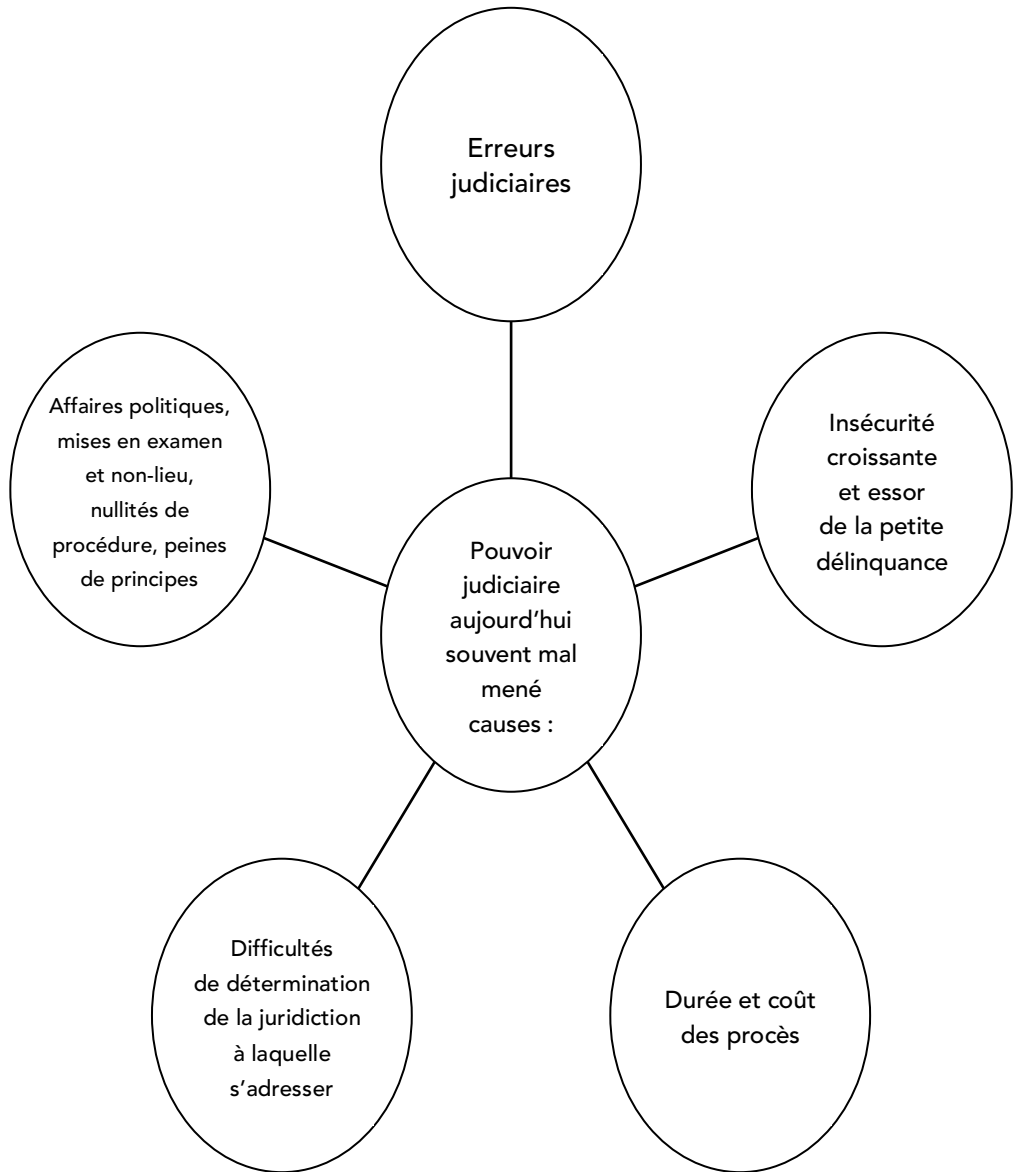 Erreurs
judiciaires
Affaires politiques,
mises en examen
et non-lieu,
nullités de
procédure, peines
de principes
Insécurité
croissante
et essor
de la petite
délinquance
Pouvoir
judiciaire
aujourd’hui
souvent mal
mené
causes :
Difficultés
de détermination
de la juridiction
à laquelle
s’adresser
Durée et coût
des procès